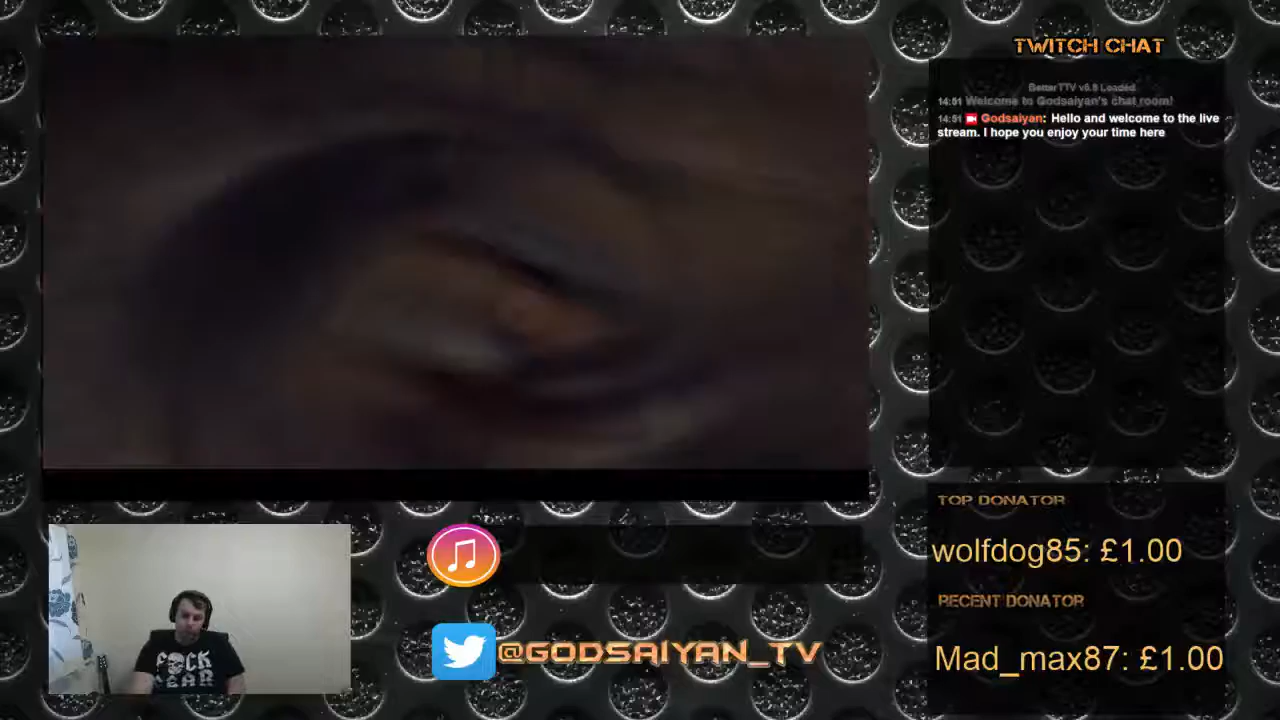 TWITCH CHAT
BetterTTV v6.8 Loaded
14:51 Welcome to Godsaiyan's chat room!
14:51 Godsaiyan: Hello and welcome to the live
stream. I hope you enjoy your time here
TOP DONATOR
wolfdog85: £1.00
RECENT DONATOR
Mad_max87: £1.00
@GODSAIYAN_TV